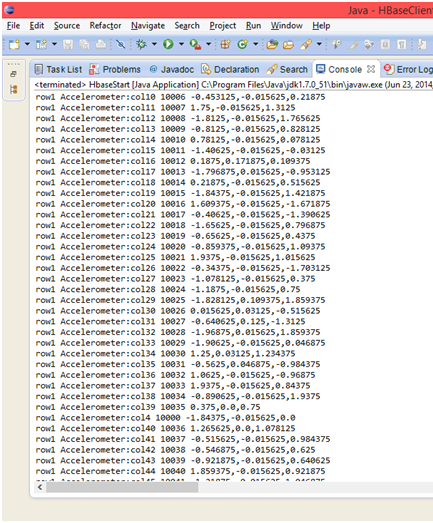 Java - HBaseClien
File Edit Source Refactor Navigate Search Project Run Window Help
Task List Problems Javadoc Declaration Search Console Error Log
<terminated> HbaseStart [Java Application] C:\Program Files\Java\jdk1.7.0_51\bin\javaw.exe (Jun 23, 2014,
row1 Accelerometer:col10 10006 -0.453125,-0.015625,0.21875
row1 Accelerometer:col11 10007 1.75,-0.015625,1.3125
row1 Accelerometer:col12 10008 -1.8125,-0.015625,1.765625
row1 Accelerometer:col13 10009 -0.8125,-0.015625,0.828125
row1 Accelerometer:col14 10010 0.78125,-0.015625,0.078125
row1 Accelerometer:col15 10011 -1.40625,-0.015625,-0.03125
row1 Accelerometer:col16 10012 0.1875,0.171875,0.109375
row1 Accelerometer:col17 10013 -1.796875,0.015625,-0.953125
row1 Accelerometer:col18 10014 0.21875,-0.015625,0.515625
row1 Accelerometer:col19 10015 -1.84375,-0.015625,1.421875
row1 Accelerometer:col20 10016 1.609375,-0.015625,-1.671875
row1 Accelerometer:col21 10017 -0.40625,-0.015625,-1.390625
row1 Accelerometer:col22 10018 -1.65625,-0.015625,0.796875
row1 Accelerometer:col23 10019 -0.65625,-0.015625,0.4375
row1 Accelerometer:col24 10020 -0.859375,-0.015625,1.09375
row1 Accelerometer:col25 10021 1.9375,-0.015625,1.015625
row1 Accelerometer:col26 10022 -0.34375,-0.015625,-1.703125
row1 Accelerometer:col27 10023 -1.078125,-0.015625,0.375
row1 Accelerometer:col28 10024 -1.1875,-0.015625,0.75
row1 Accelerometer:col29 10025 -1.828125,0.109375,1.859375
row1 Accelerometer:col30 10026 0.015625,0.03125,-0.515625
row1 Accelerometer:col31 10027 -0.640625,0.125,-1.3125
row1 Accelerometer:col32 10028 -1.96875,0.015625,1.859375
row1 Accelerometer:col33 10029 -1.90625,-0.015625,0.046875
row1 Accelerometer:col34 10030 1.25,0.03125,1.234375
row1 Accelerometer:col35 10031 -0.5625,0.046875,-0.984375
row1 Accelerometer:col36 10032 1.0625,-0.015625,-0.96875
row1 Accelerometer:col37 10033 1.9375,-0.015625,0.84375
row1 Accelerometer:col38 10034 -0.890625,-0.015625,1.9375
row1 Accelerometer:col39 10035 0.375,0.0,0.75
row1 Accelerometer:col4 10000 -1.84375,-0.015625,0.0
row1 Accelerometer:col40 10036 1.265625,0.0,1.078125
row1 Accelerometer:col41 10037 -0.515625,-0.015625,0.984375
row1 Accelerometer:col42 10038 -0.546875,-0.015625,0.625
row1 Accelerometer:col43 10039 -0.921875,-0.015625,0.640625
row1 Accelerometer:col44 10040 1.859375,-0.015625,0.921875